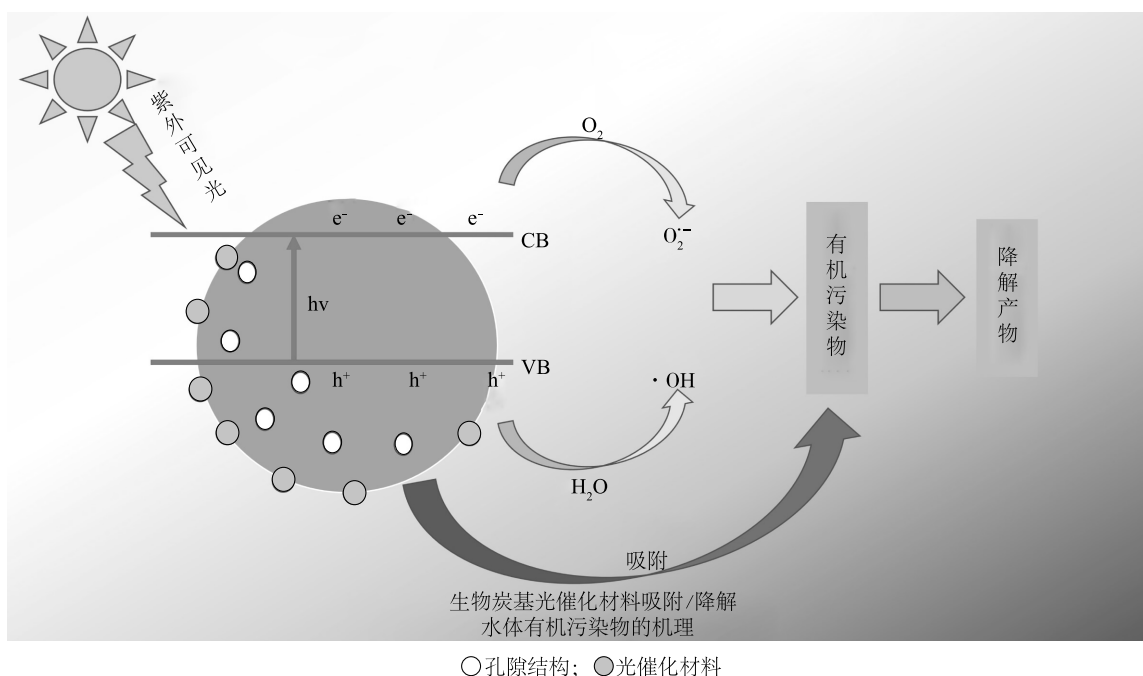 紫外可见光
O₂
e⁻ e⁻ e⁻
CB
O₂·⁻
hv
有机污染物
降解产物
VB
h⁺ h⁺ h⁺
·OH
H₂O
吸附
生物炭基光催化材料吸附/降解
水体有机污染物的机理
○孔隙结构；●光催化材料